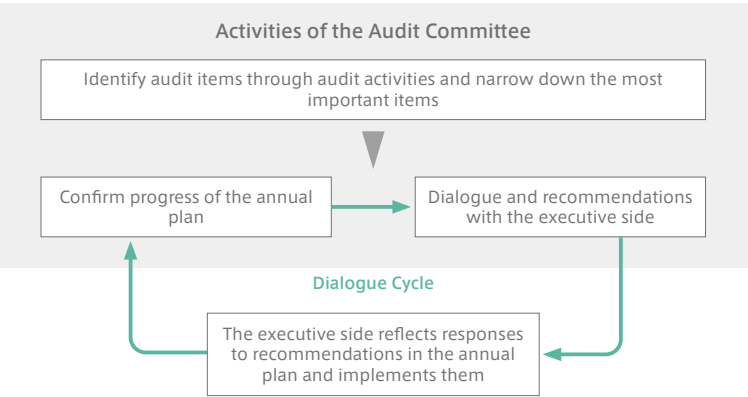 Activities of the Audit Committee
Identify audit items through audit activities and narrow down the most
important items
Confirm progress of the annual
plan
Dialogue and recommendations
with the executive side
Dialogue Cycle
The executive side reflects responses
to recommendations in the annual
plan and implements them